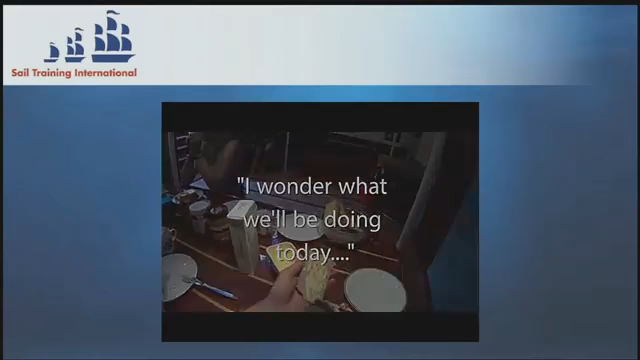 Sail Training International
"I wonder what
we'll be doing
today...."